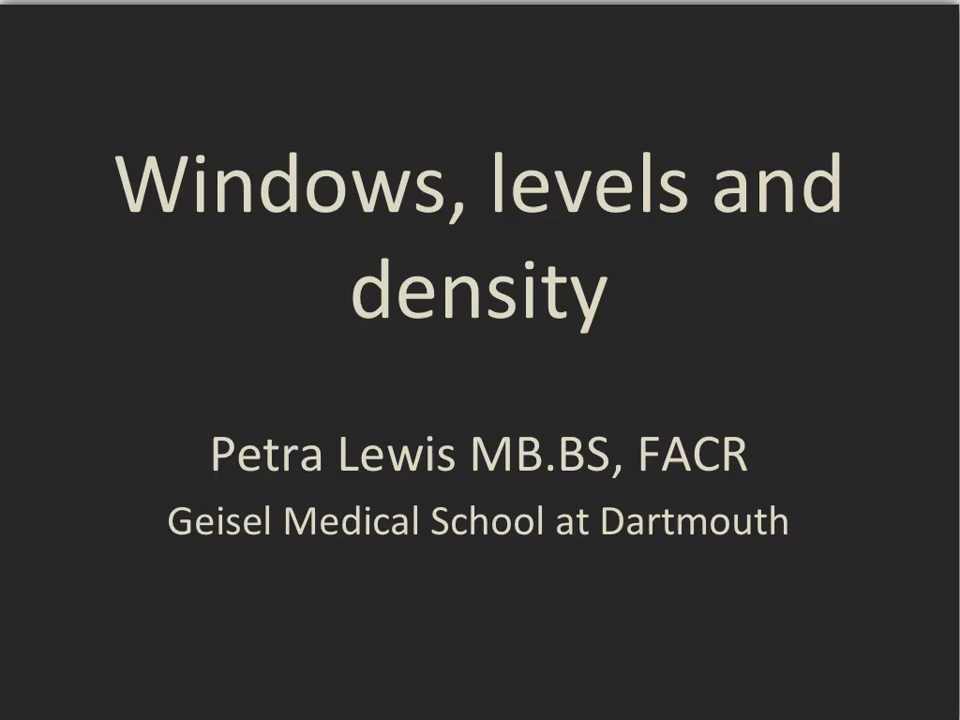 Windows, levels and
density
Petra Lewis MB.BS, FACR
Geisel Medical School at Dartmouth